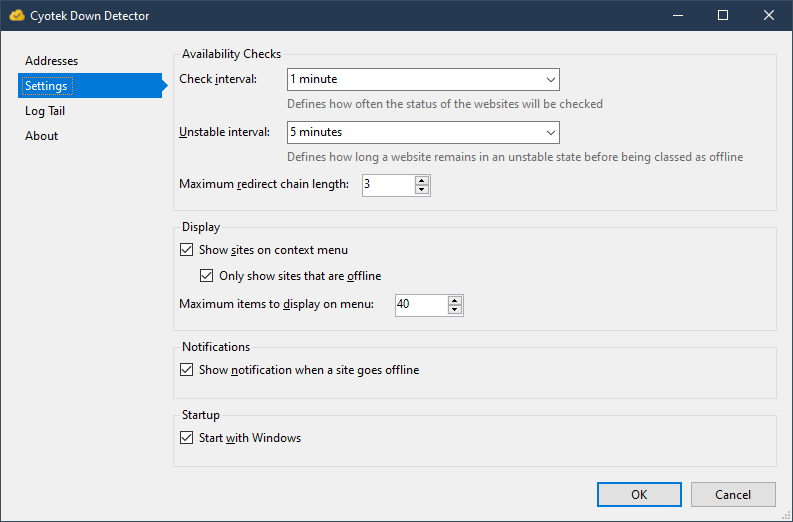 Cyotek Down Detector
Addresses
Settings
Log Tail
About
Availability Checks
Check interval: 1 minute
Defines how often the status of the websites will be checked
Unstable interval: 5 minutes
Defines how long a website remains in an unstable state before being classed as offline
Maximum redirect chain length: 3
Display
Show sites on context menu
Only show sites that are offline
Maximum items to display on menu: 40
Notifications
Show notification when a site goes offline
Startup
Start with Windows
OK Cancel